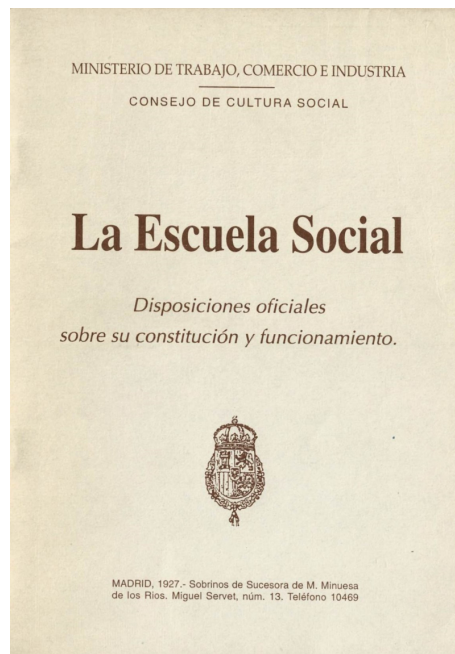 MINISTERIO DE TRABAJO, COMERCIO E INDUSTRIA
CONSEJO DE CULTURA SOCIAL
La Escuela Social
Disposiciones oficiales
sobre su constitución y funcionamiento.
MADRID, 1927.- Sobrinos de Sucesora de M. Minuesa
de los Rios. Miguel Servet, núm. 13. Teléfono 10469